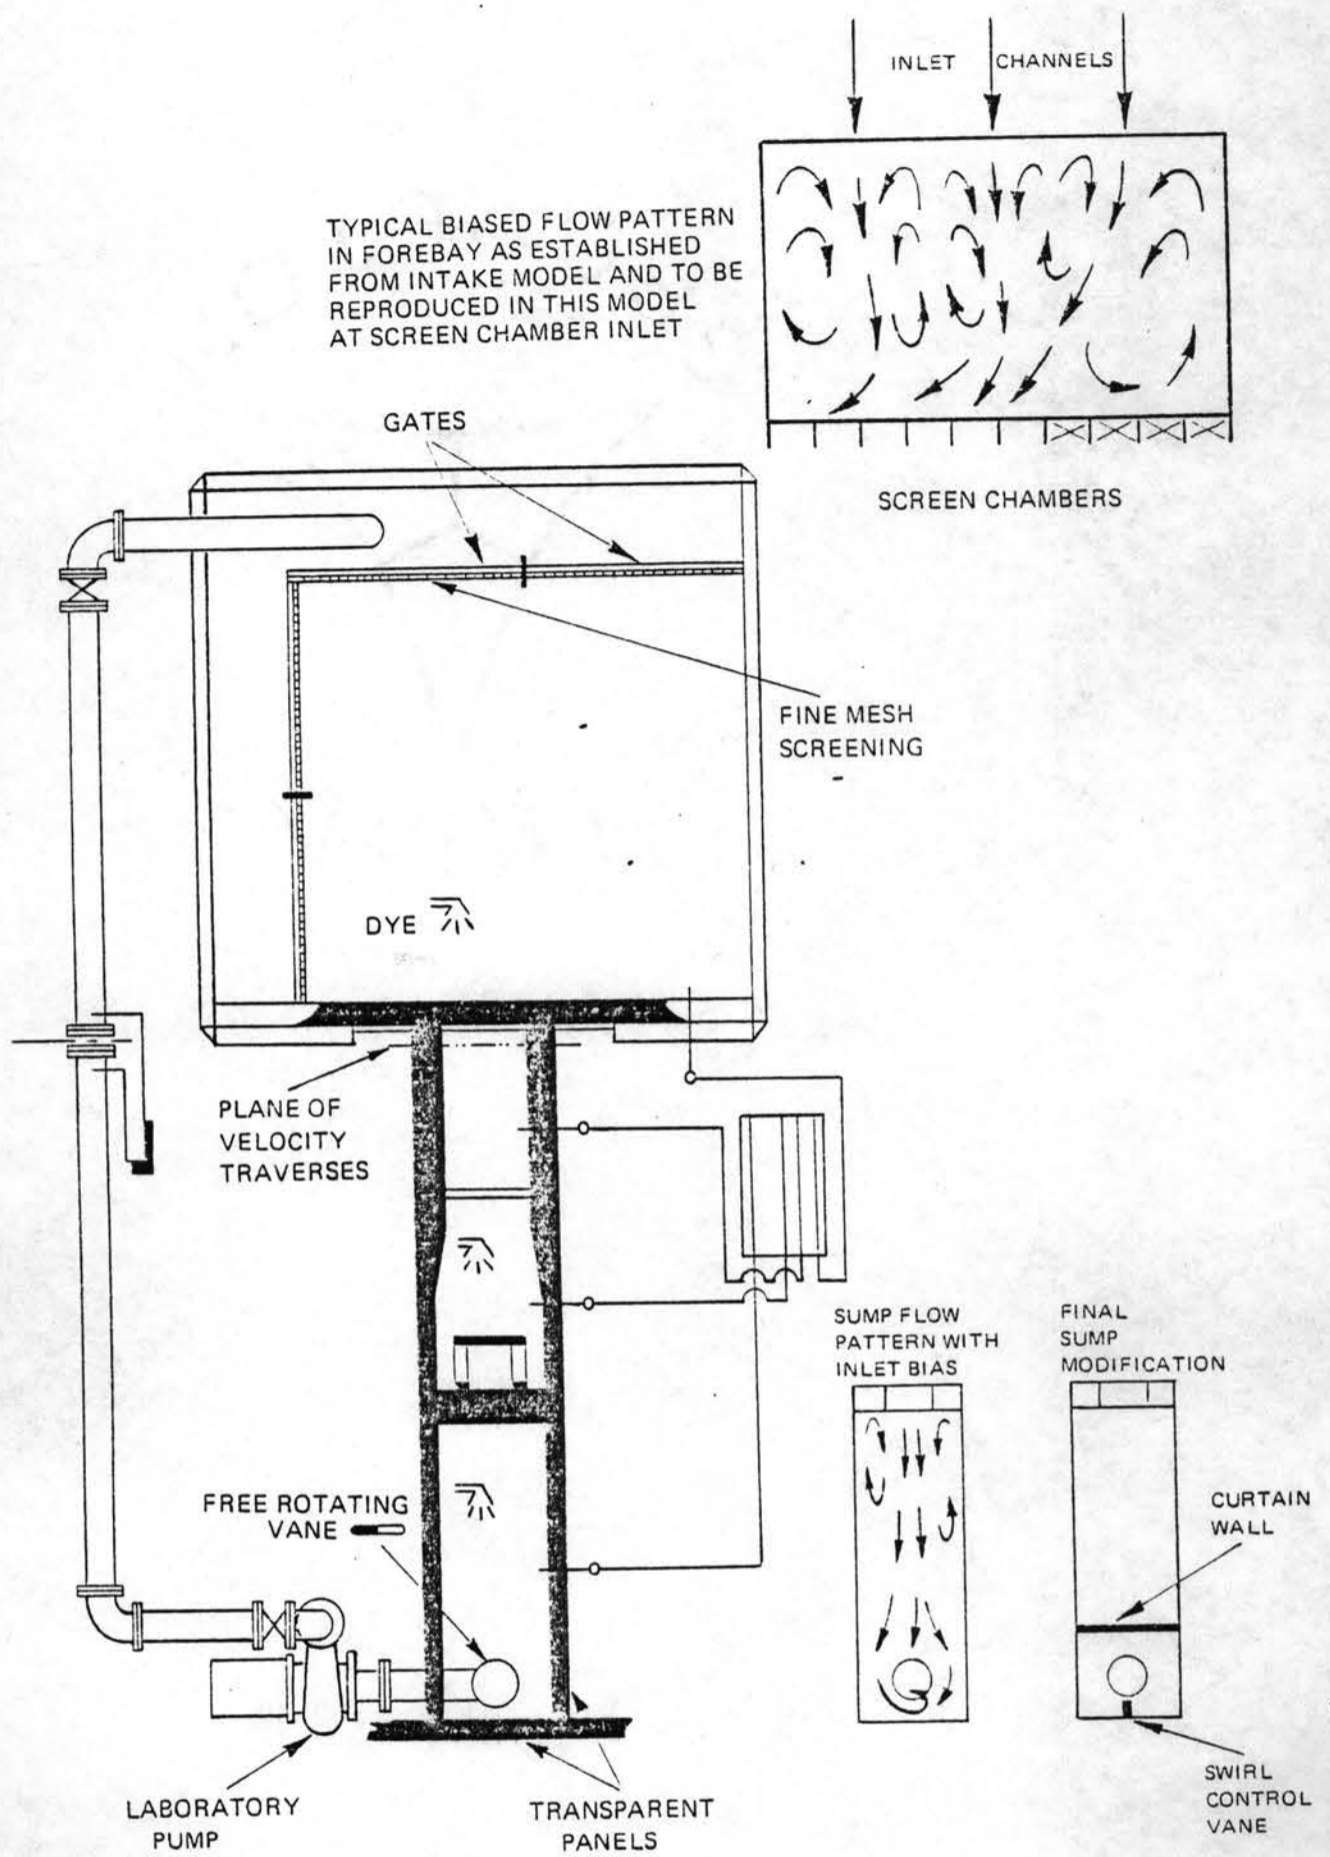 INLET CHANNELS
TYPICAL BIASED FLOW PATTERN
IN FOREBAY AS ESTABLISHED
FROM INTAKE MODEL AND TO BE
REPRODUCED IN THIS MODEL
AT SCREEN CHAMBER INLET
GATES
SCREEN CHAMBERS
FINE MESH
SCREENING
DYE
PLANE OF
VELOCITY
TRAVERSES
SUMP FLOW
PATTERN WITH
INLET BIAS
FINAL
SUMP
MODIFICATION
FREE ROTATING
VANE
CURTAIN
WALL
LABORATORY
PUMP
TRANSPARENT
PANELS
SWIRL
CONTROL
VANE